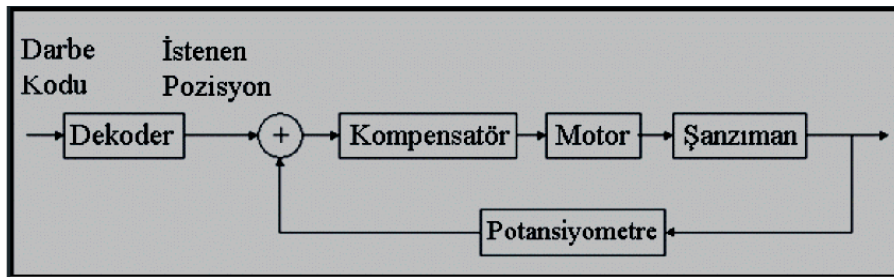 Darbe Kodu
İstenen Pozisyon
Dekoder
+
Kompensatör
Motor
Şanzıman
Potansiyometre